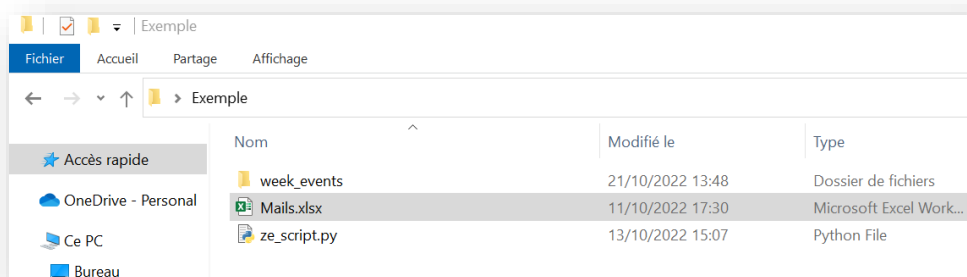 Exemple
Fichier Accueil Partage Affichage
Exemple
Nom Modifié le Type
Accès rapide
week_events 21/10/2022 13:48 Dossier de fichiers
OneDrive - Personal
Mails.xlsx 11/10/2022 17:30 Microsoft Excel Work...
ze_script.py 13/10/2022 15:07 Python File
Ce PC
Bureau